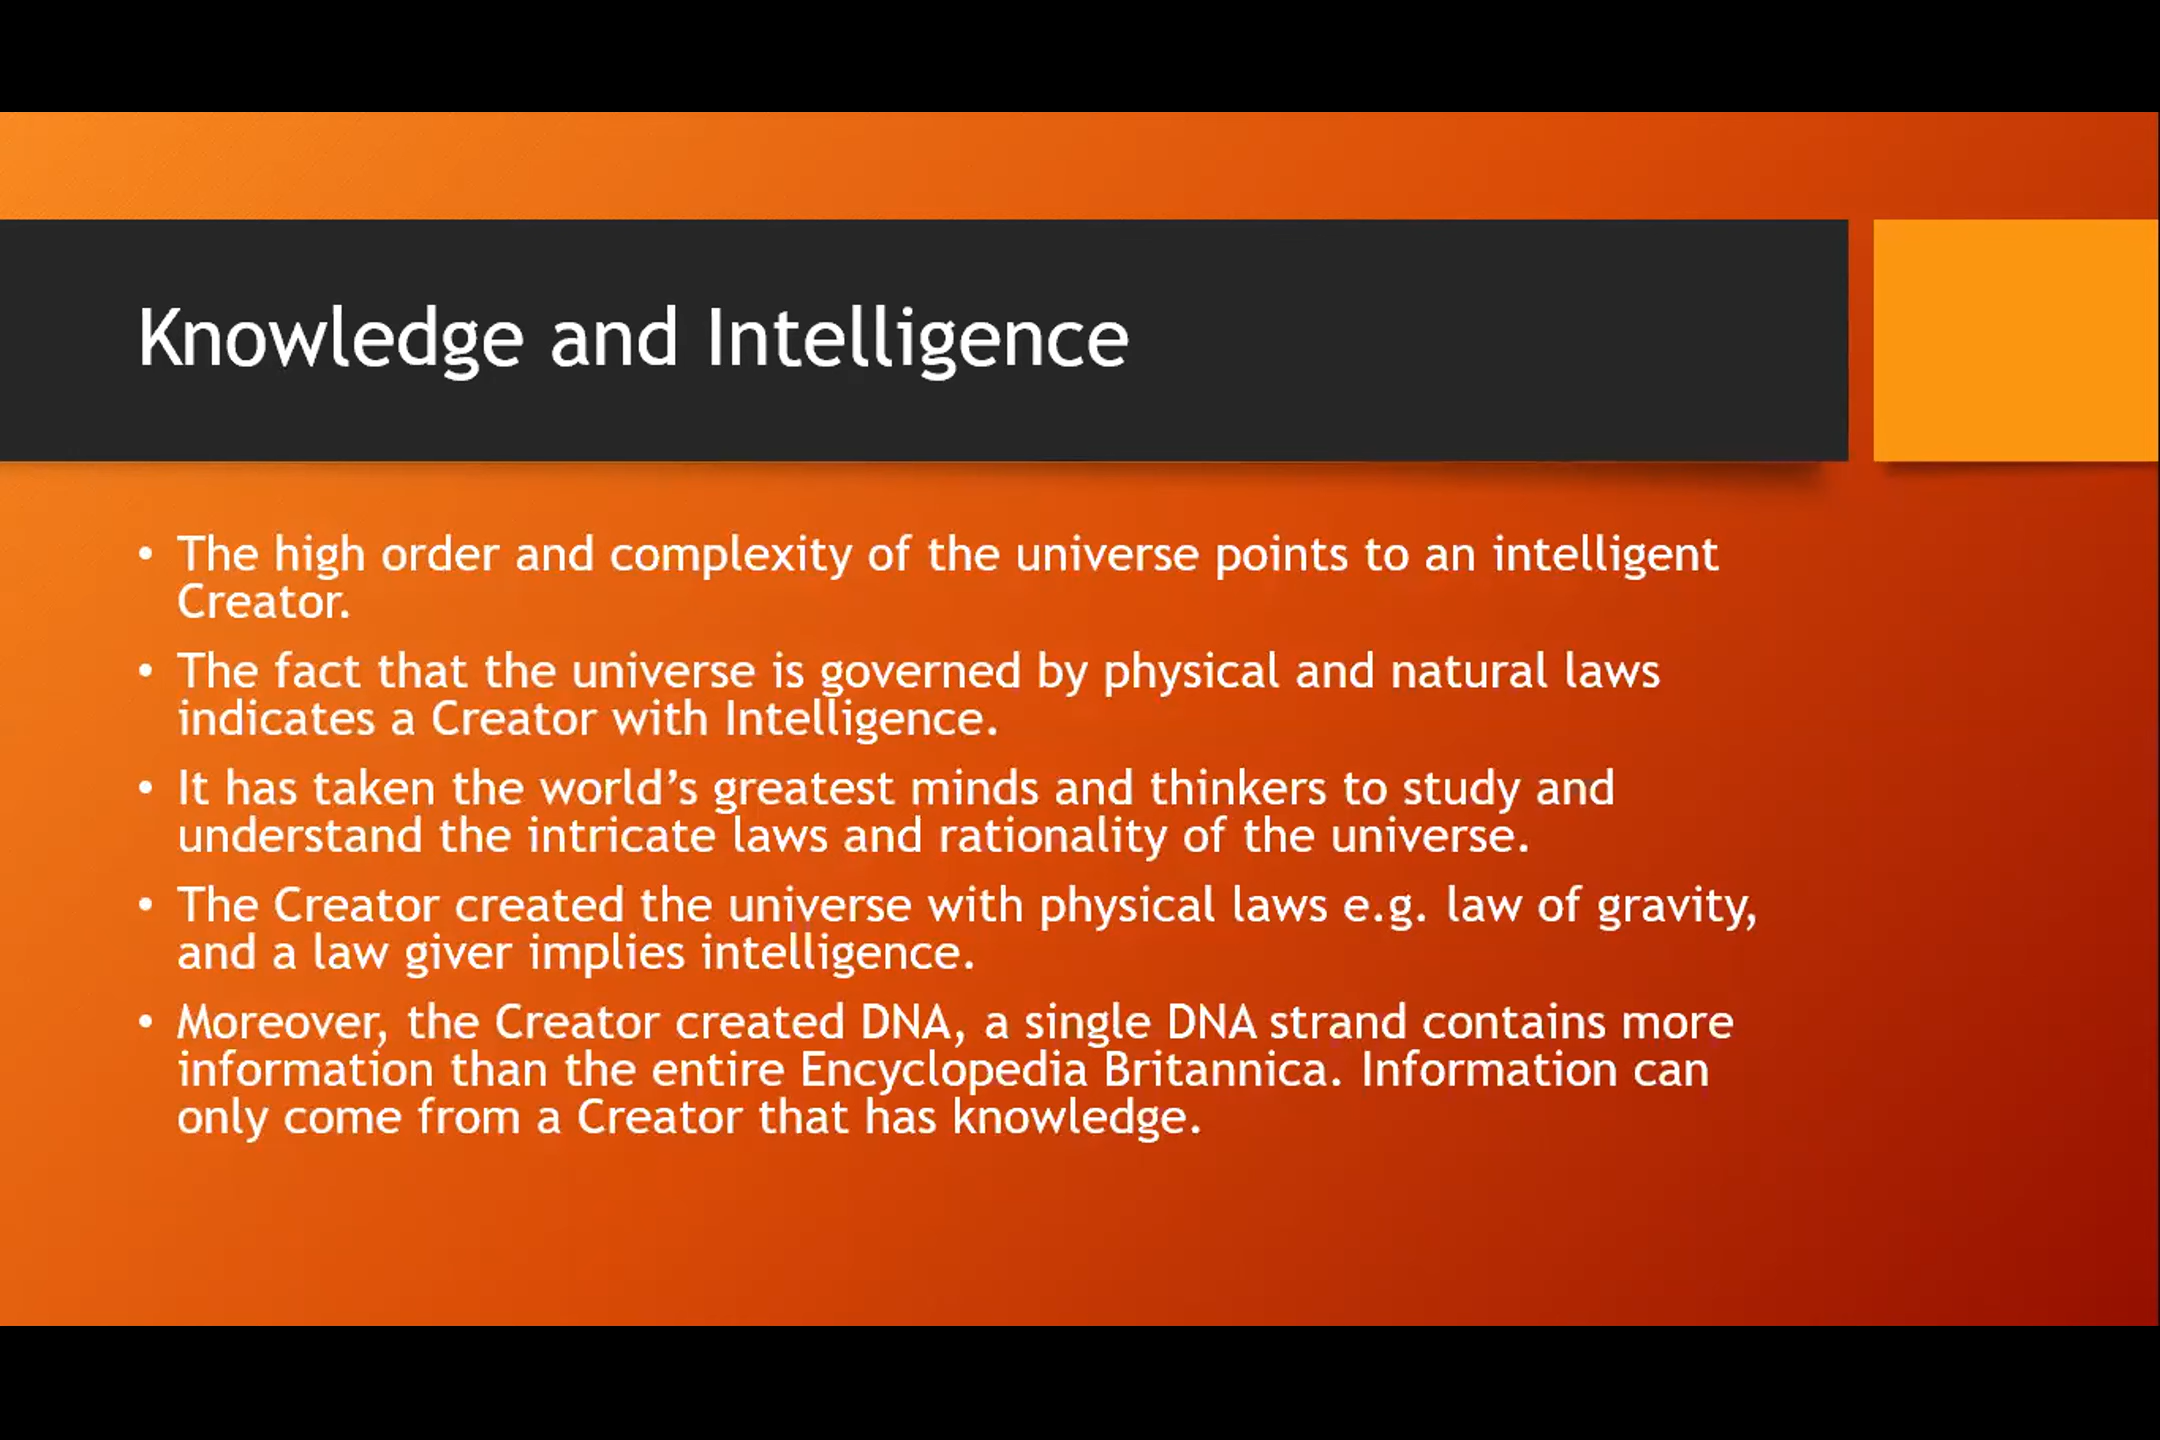 Knowledge and Intelligence
• The high order and complexity of the universe points to an intelligent
Creator.
• The fact that the universe is governed by physical and natural laws
indicates a Creator with Intelligence.
• It has taken the world’s greatest minds and thinkers to study and
understand the intricate laws and rationality of the universe.
• The Creator created the universe with physical laws e.g. law of gravity,
and a law giver implies intelligence.
• Moreover, the Creator created DNA, a single DNA strand contains more
information than the entire Encyclopedia Britannica. Information can
only come from a Creator that has knowledge.